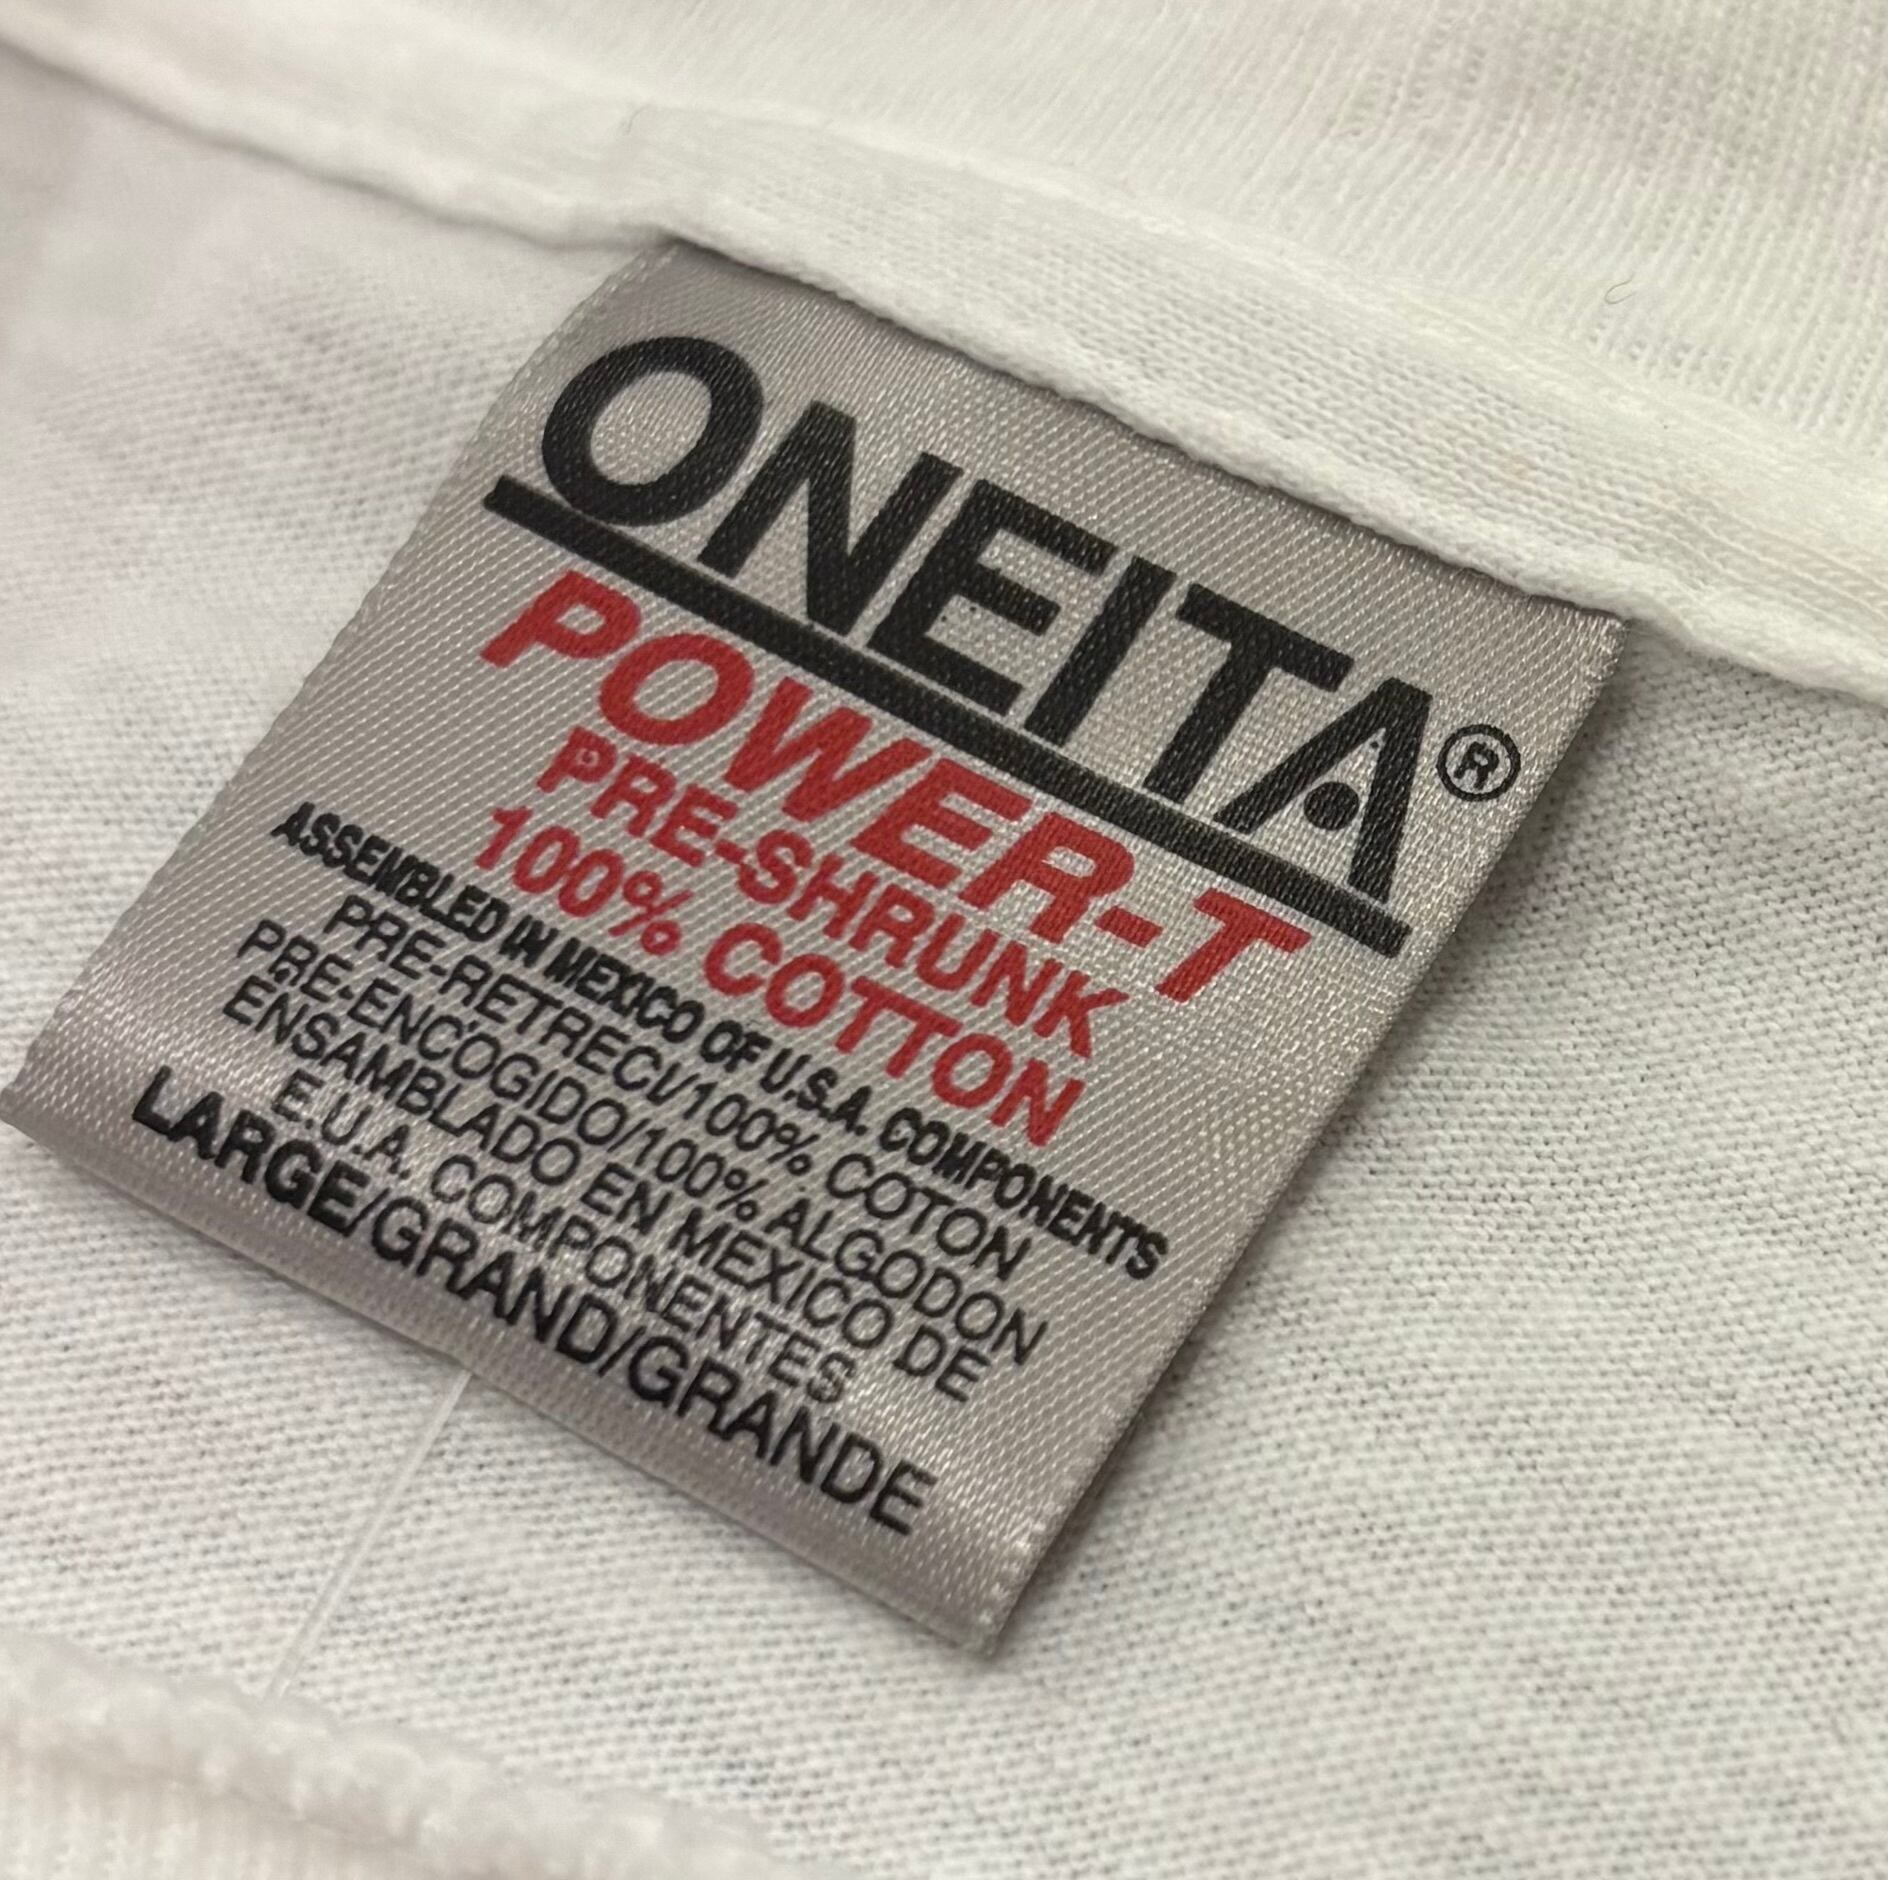 ONEITA®
POWER-T
PRE-SHRUNK
100% COTTON
ASSEMBLED IN MEXICO OF U.S.A. COMPONENTS
PRE-RETRECI/100% COTON
PRE-ENCOGIDO/100% ALGODON
ENSAMBLADO EN MEXICO DE
E.U.A. COMPONENTES
LARGE/GRAND/GRANDE